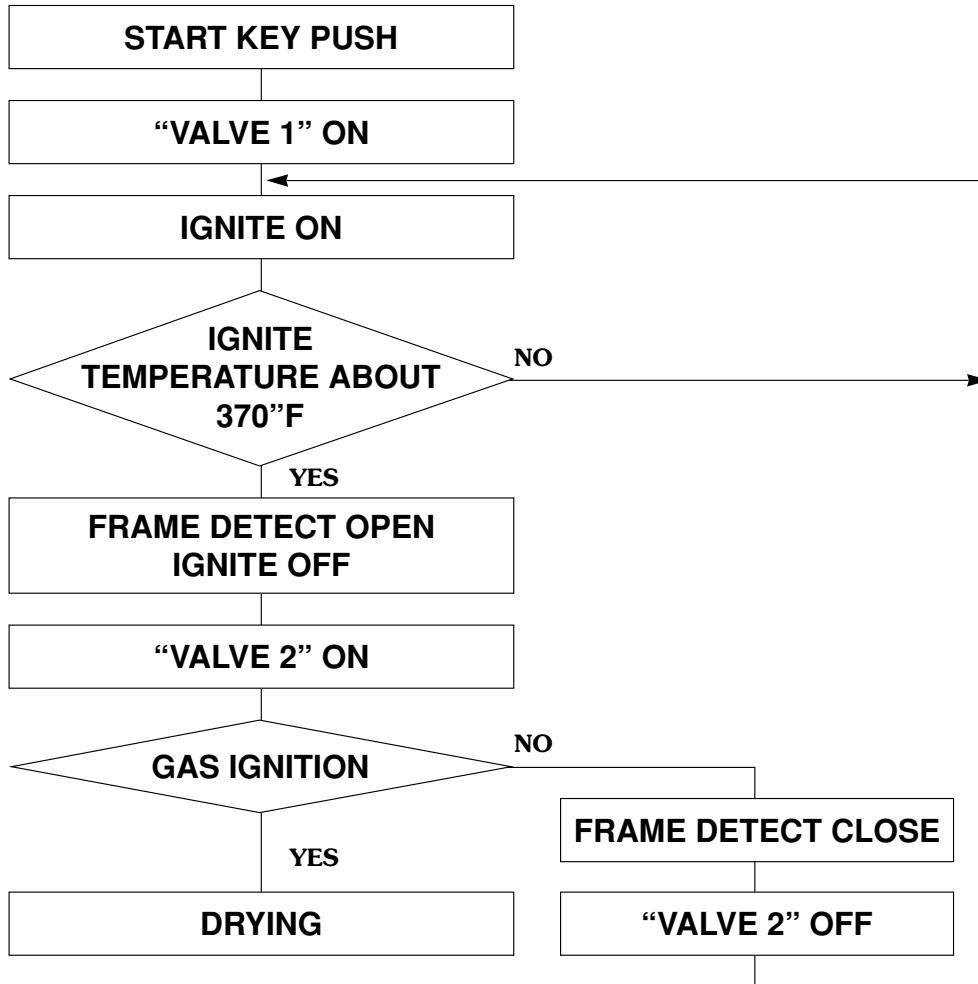 START KEY PUSH
“VALVE 1” ON
IGNITE ON
IGNITE
TEMPERATURE ABOUT
370”F
NO
YES
FRAME DETECT OPEN
IGNITE OFF
“VALVE 2” ON
GAS IGNITION
NO
FRAME DETECT CLOSE
YES
DRYING
“VALVE 2” OFF